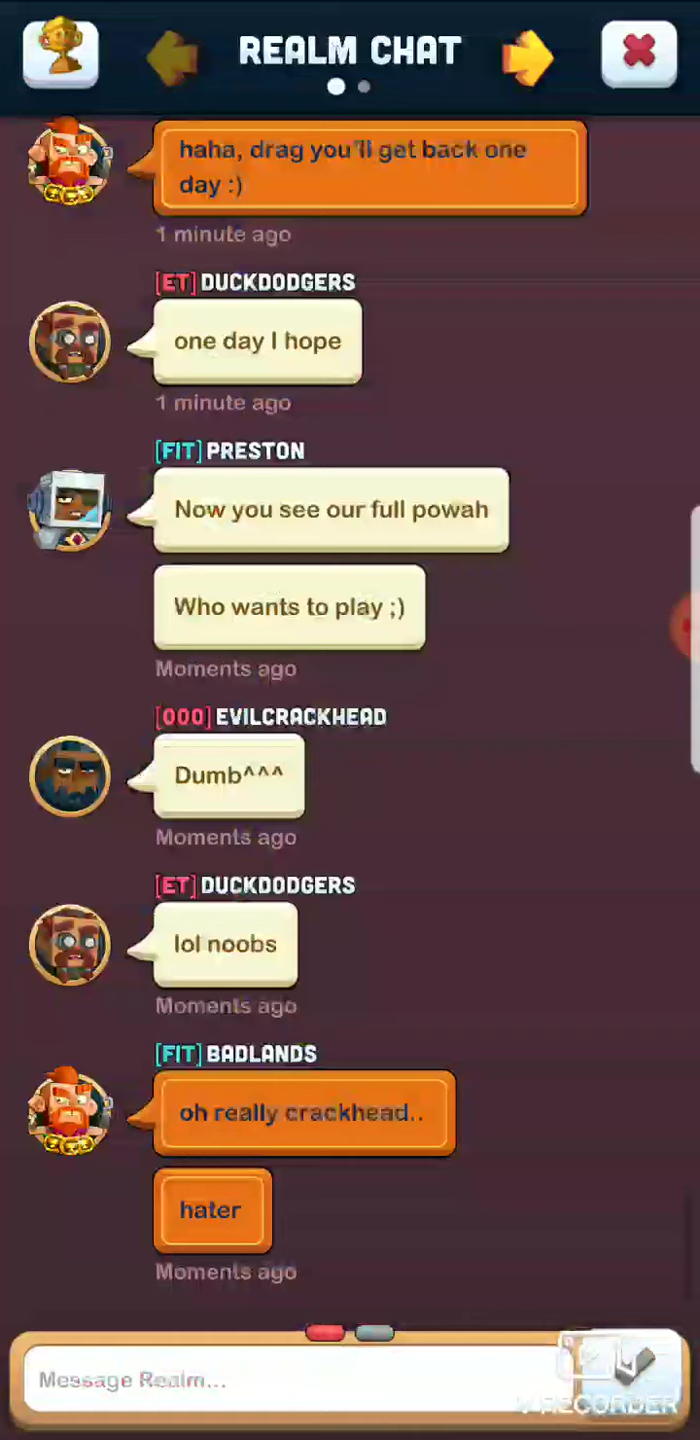 REALM CHAT
haha, drag you'll get back one
day :)
1 minute ago
[ET] DUCKDODGERS
one day I hope
1 minute ago
[FIT] PRESTON
Now you see our full powah
Who wants to play ;)
Moments ago
[OOO] EVILCRACKHEAD
Dumb^^^
Moments ago
[ET] DUCKDODGERS
lol noobs
Moments ago
[FIT] BADLANDS
oh really crackhead..
hater
Moments ago
Message Realm...
RECORDER